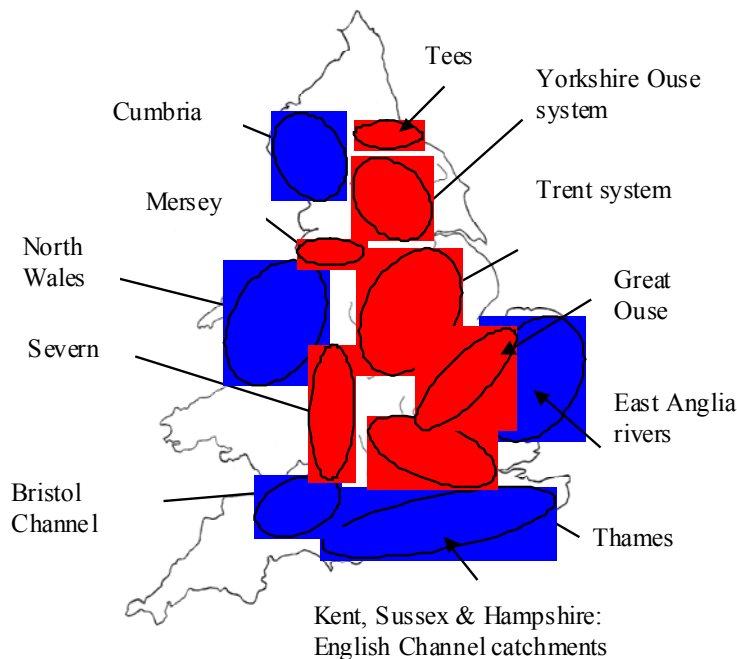 Tees
Yorkshire Ouse
system
Cumbria
Trent system
Mersey
North
Wales
Great
Ouse
Severn
East Anglia
rivers
Bristol
Channel
Thames
Kent, Sussex & Hampshire:
English Channel catchments